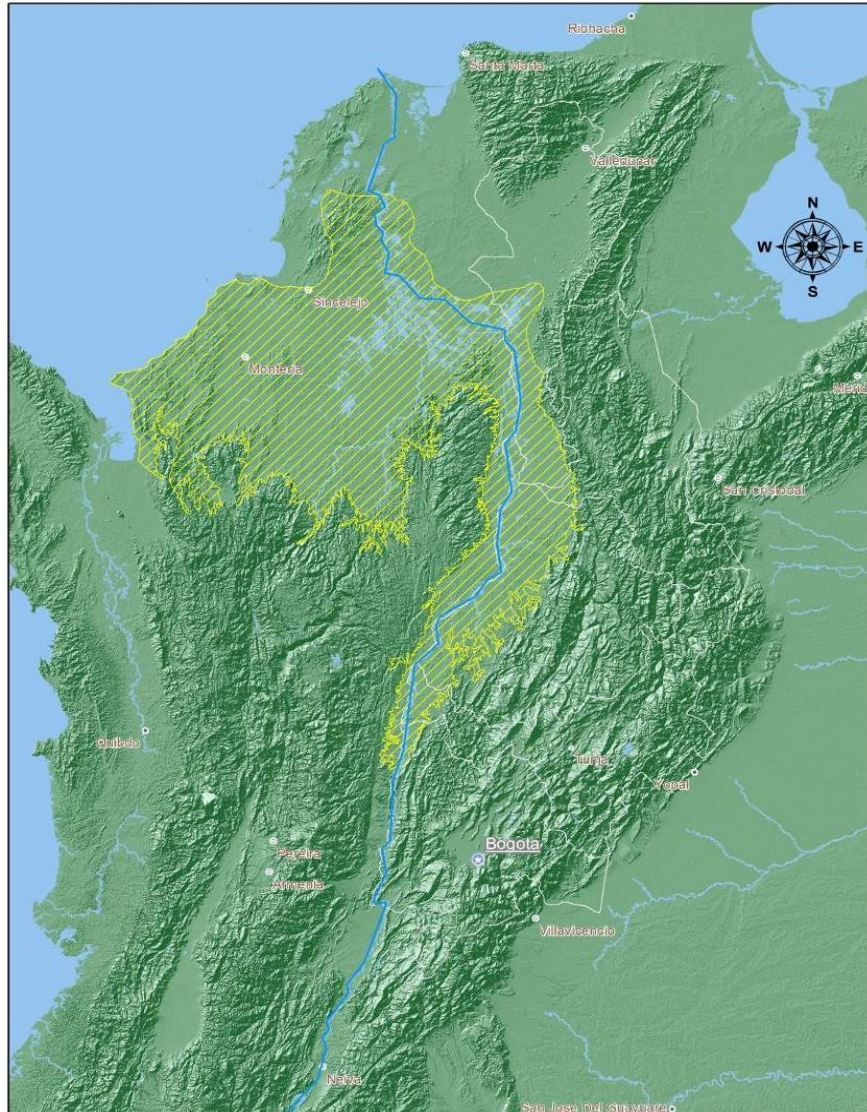 Riohacha
Santa Marta
Valledupar
N
W
E
S
Sincelejo
Monteria
San Cristobal
Quibdo
Tunja
Yopal
Bogota
Pereira
Armenia
Villavicencio
Neiva
San Jose Del Guaviare